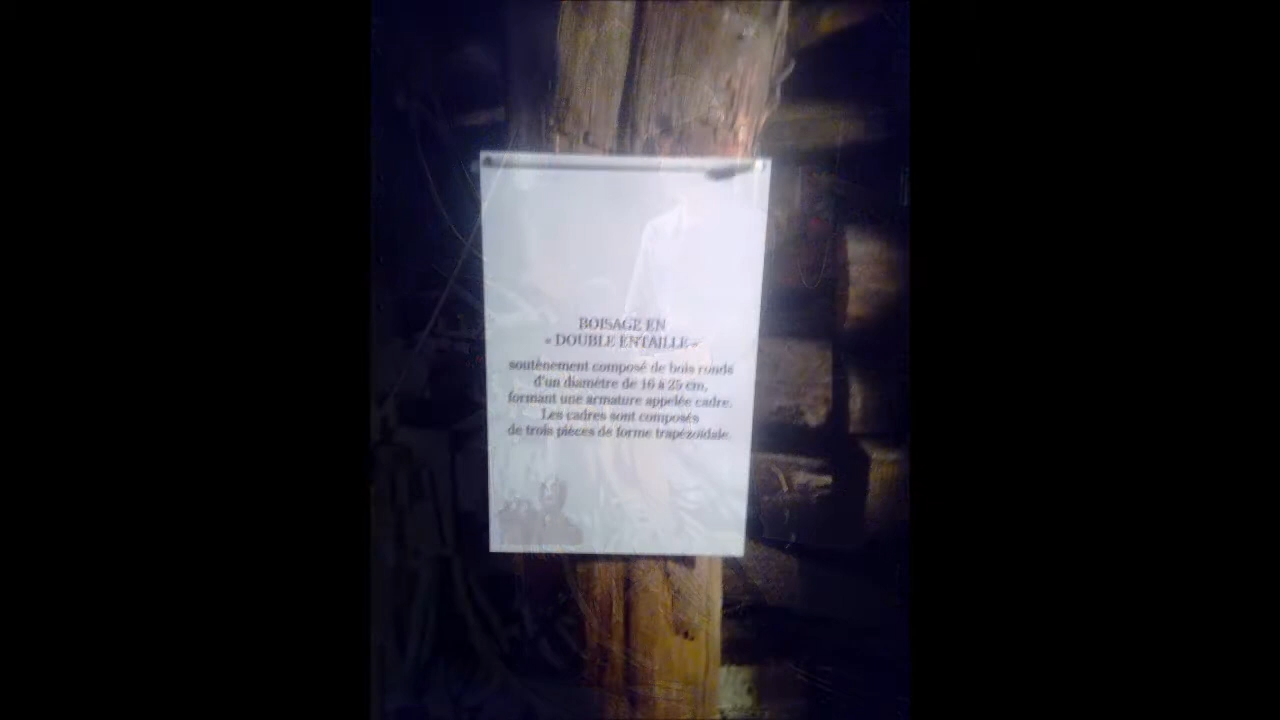 BOISAGE EN
« DOUBLE ENTAILLE »
soutènement composé de bois ronds
d'un diamètre de 16 à 25 cm,
formant une armature appelée cadre.
Les cadres sont composés
de trois pièces de forme trapézoïdale.